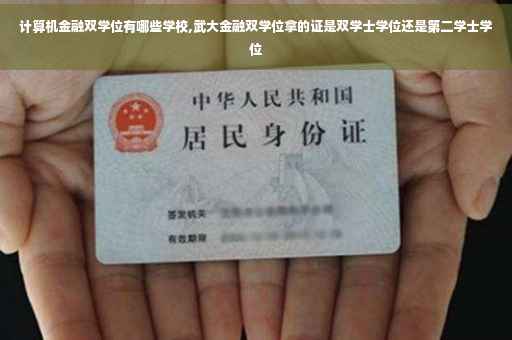 计算机金融双学位有哪些学校,武大金融双学位拿的证是双学士学位还是第二学士学
位
中华人民共和国
居民身份证
签发机关
有效期限